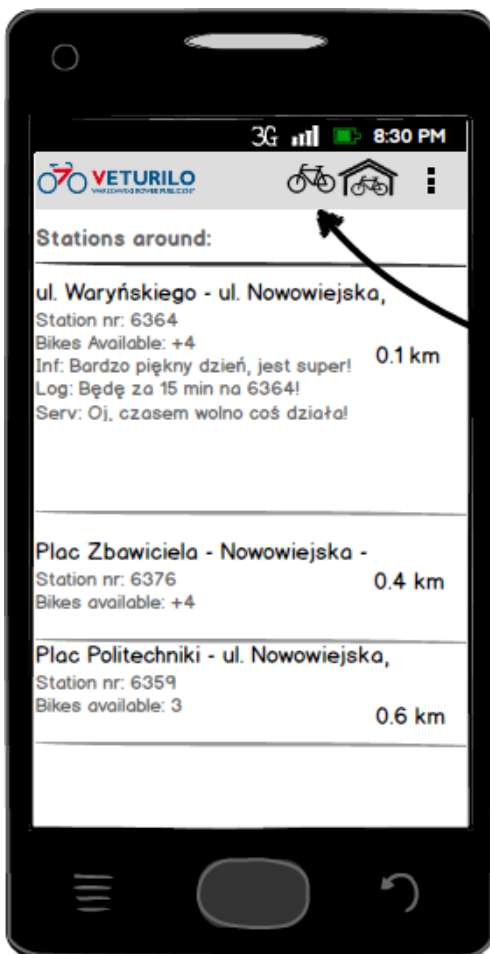 3G 8:30 PM
VETURILO
WARSZAWSKI ROWER PUBLICZNY
Stations around:
ul. Waryńskiego - ul. Nowowiejska,
Station nr: 6364
Bikes Available: +4
0.1 km
Inf: Bardzo piękny dzień, jest super!
Log: Będę za 15 min na 6364!
Serv: Oj, czasem wolno coś działa!
Plac Zbawiciela - Nowowiejska -
Station nr: 6376
0.4 km
Bikes available: +4
Plac Politechniki - ul. Nowowiejska,
Station nr: 6359
Bikes available: 3
0.6 km